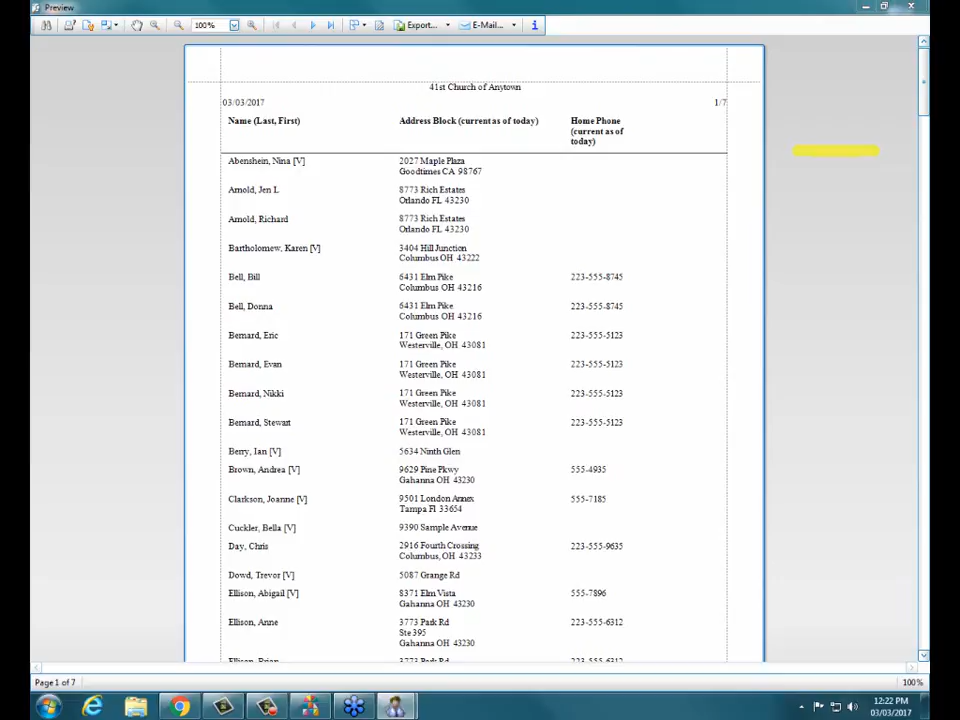 Preview
100%
Export...
E-Mail...
41st Church of Anytown
03/03/2017 1/7
Name (Last, First) Address Block (current as of today) Home Phone
(current as of
today)
Abenshein, Nina [V] 2027 Maple Plaza
Goodtimes CA 98767
Arnold, Jen L 8773 Rich Estates
Orlando FL 43230
Arnold, Richard 8773 Rich Estates
Orlando FL 43230
Bartholomew, Karen [V] 3404 Hill Junction
Columbus OH 43222
Bell, Bill 6431 Elm Pike 223-555-8745
Columbus OH 43216
Bell, Donna 6431 Elm Pike 223-555-8745
Columbus OH 43216
Bernard, Eric 171 Green Pike 223-555-5123
Westerville, OH 43081
Bernard, Evan 171 Green Pike 223-555-5123
Westerville, OH 43081
Bernard, Nikki 171 Green Pike 223-555-5123
Westerville, OH 43081
Bernard, Stewart 171 Green Pike 223-555-5123
Westerville, OH 43081
Berry, Ian [V] 5634 Ninth Glen
Brown, Andrea [V] 9629 Pine Pkwy 555-4935
Gahanna OH 43230
Clarkson, Joanne [V] 9501 London Annex 555-7185
Tampa Fl 33654
Cuckler, Bella [V] 9390 Sample Avenue
Day, Chris 2916 Fourth Crossing 223-555-9635
Columbus, OH 43233
Dowd, Trevor [V] 5087 Grange Rd
Ellison, Abigail [V] 8371 Elm Vista 555-7896
Gahanna OH 43230
Ellison, Anne 3773 Park Rd 223-555-6312
Ste 395
Gahanna OH 43230
Ellison, Brian 3773 Park Rd 223-555-6312
Page 1 of 7 100%
12:22 PM
03/03/2017